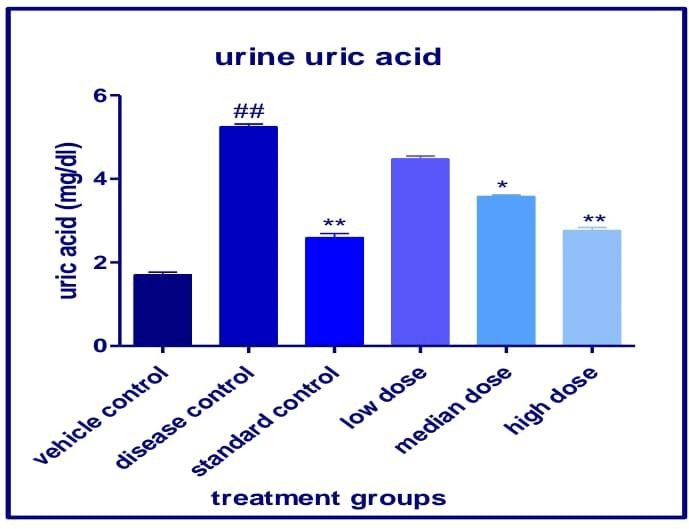 urine uric acid
6
4
2
0
uric acid (mg/dl)
##
**
*
**
vehicle control
disease control
standard control
low dose
median dose
high dose
treatment groups